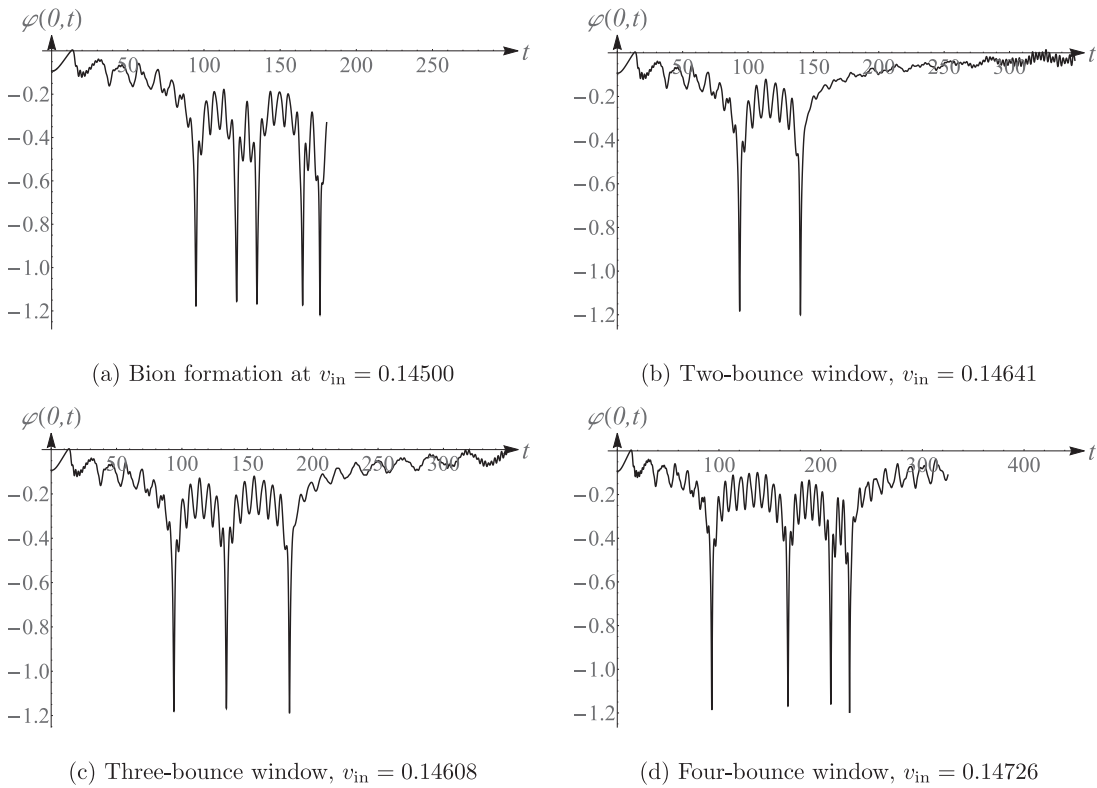 φ(0,t)
50 100 150 200 250 t
−0.2
−0.4
−0.6
−0.8
−1.0
−1.2
(a) Bion formation at v_in = 0.14500
φ(0,t)
50 100 150 200 250 300 t
−0.2
−0.4
−0.6
−0.8
−1.0
−1.2
(b) Two-bounce window, v_in = 0.14641
φ(0,t)
50 100 150 200 250 300 t
−0.2
−0.4
−0.6
−0.8
−1.0
−1.2
(c) Three-bounce window, v_in = 0.14608
φ(0,t)
100 200 300 400 t
−0.2
−0.4
−0.6
−0.8
−1.0
−1.2
(d) Four-bounce window, v_in = 0.14726